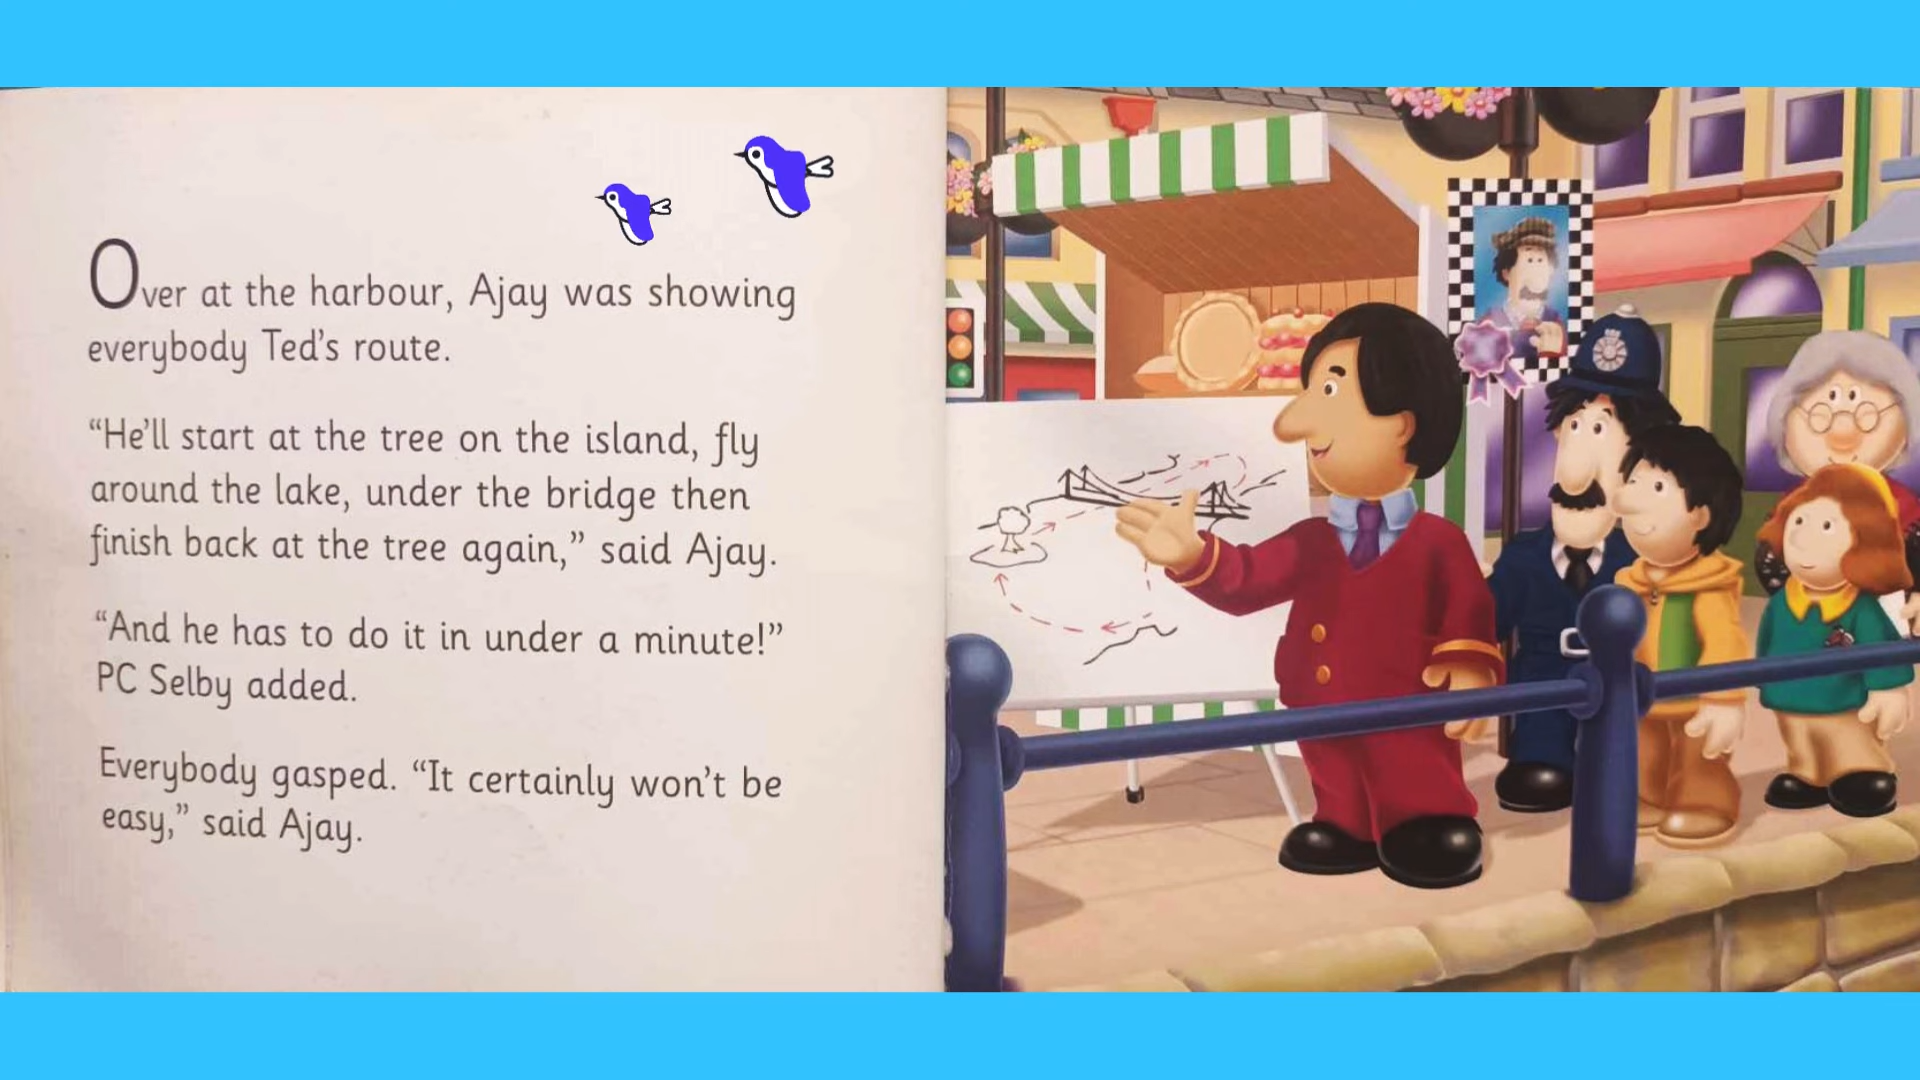 Over at the harbour, Ajay was showing
everybody Ted’s route.
“He’ll start at the tree on the island, fly
around the lake, under the bridge then
finish back at the tree again,” said Ajay.
“And he has to do it in under a minute!”
PC Selby added.
Everybody gasped. “It certainly won’t be
easy,” said Ajay.